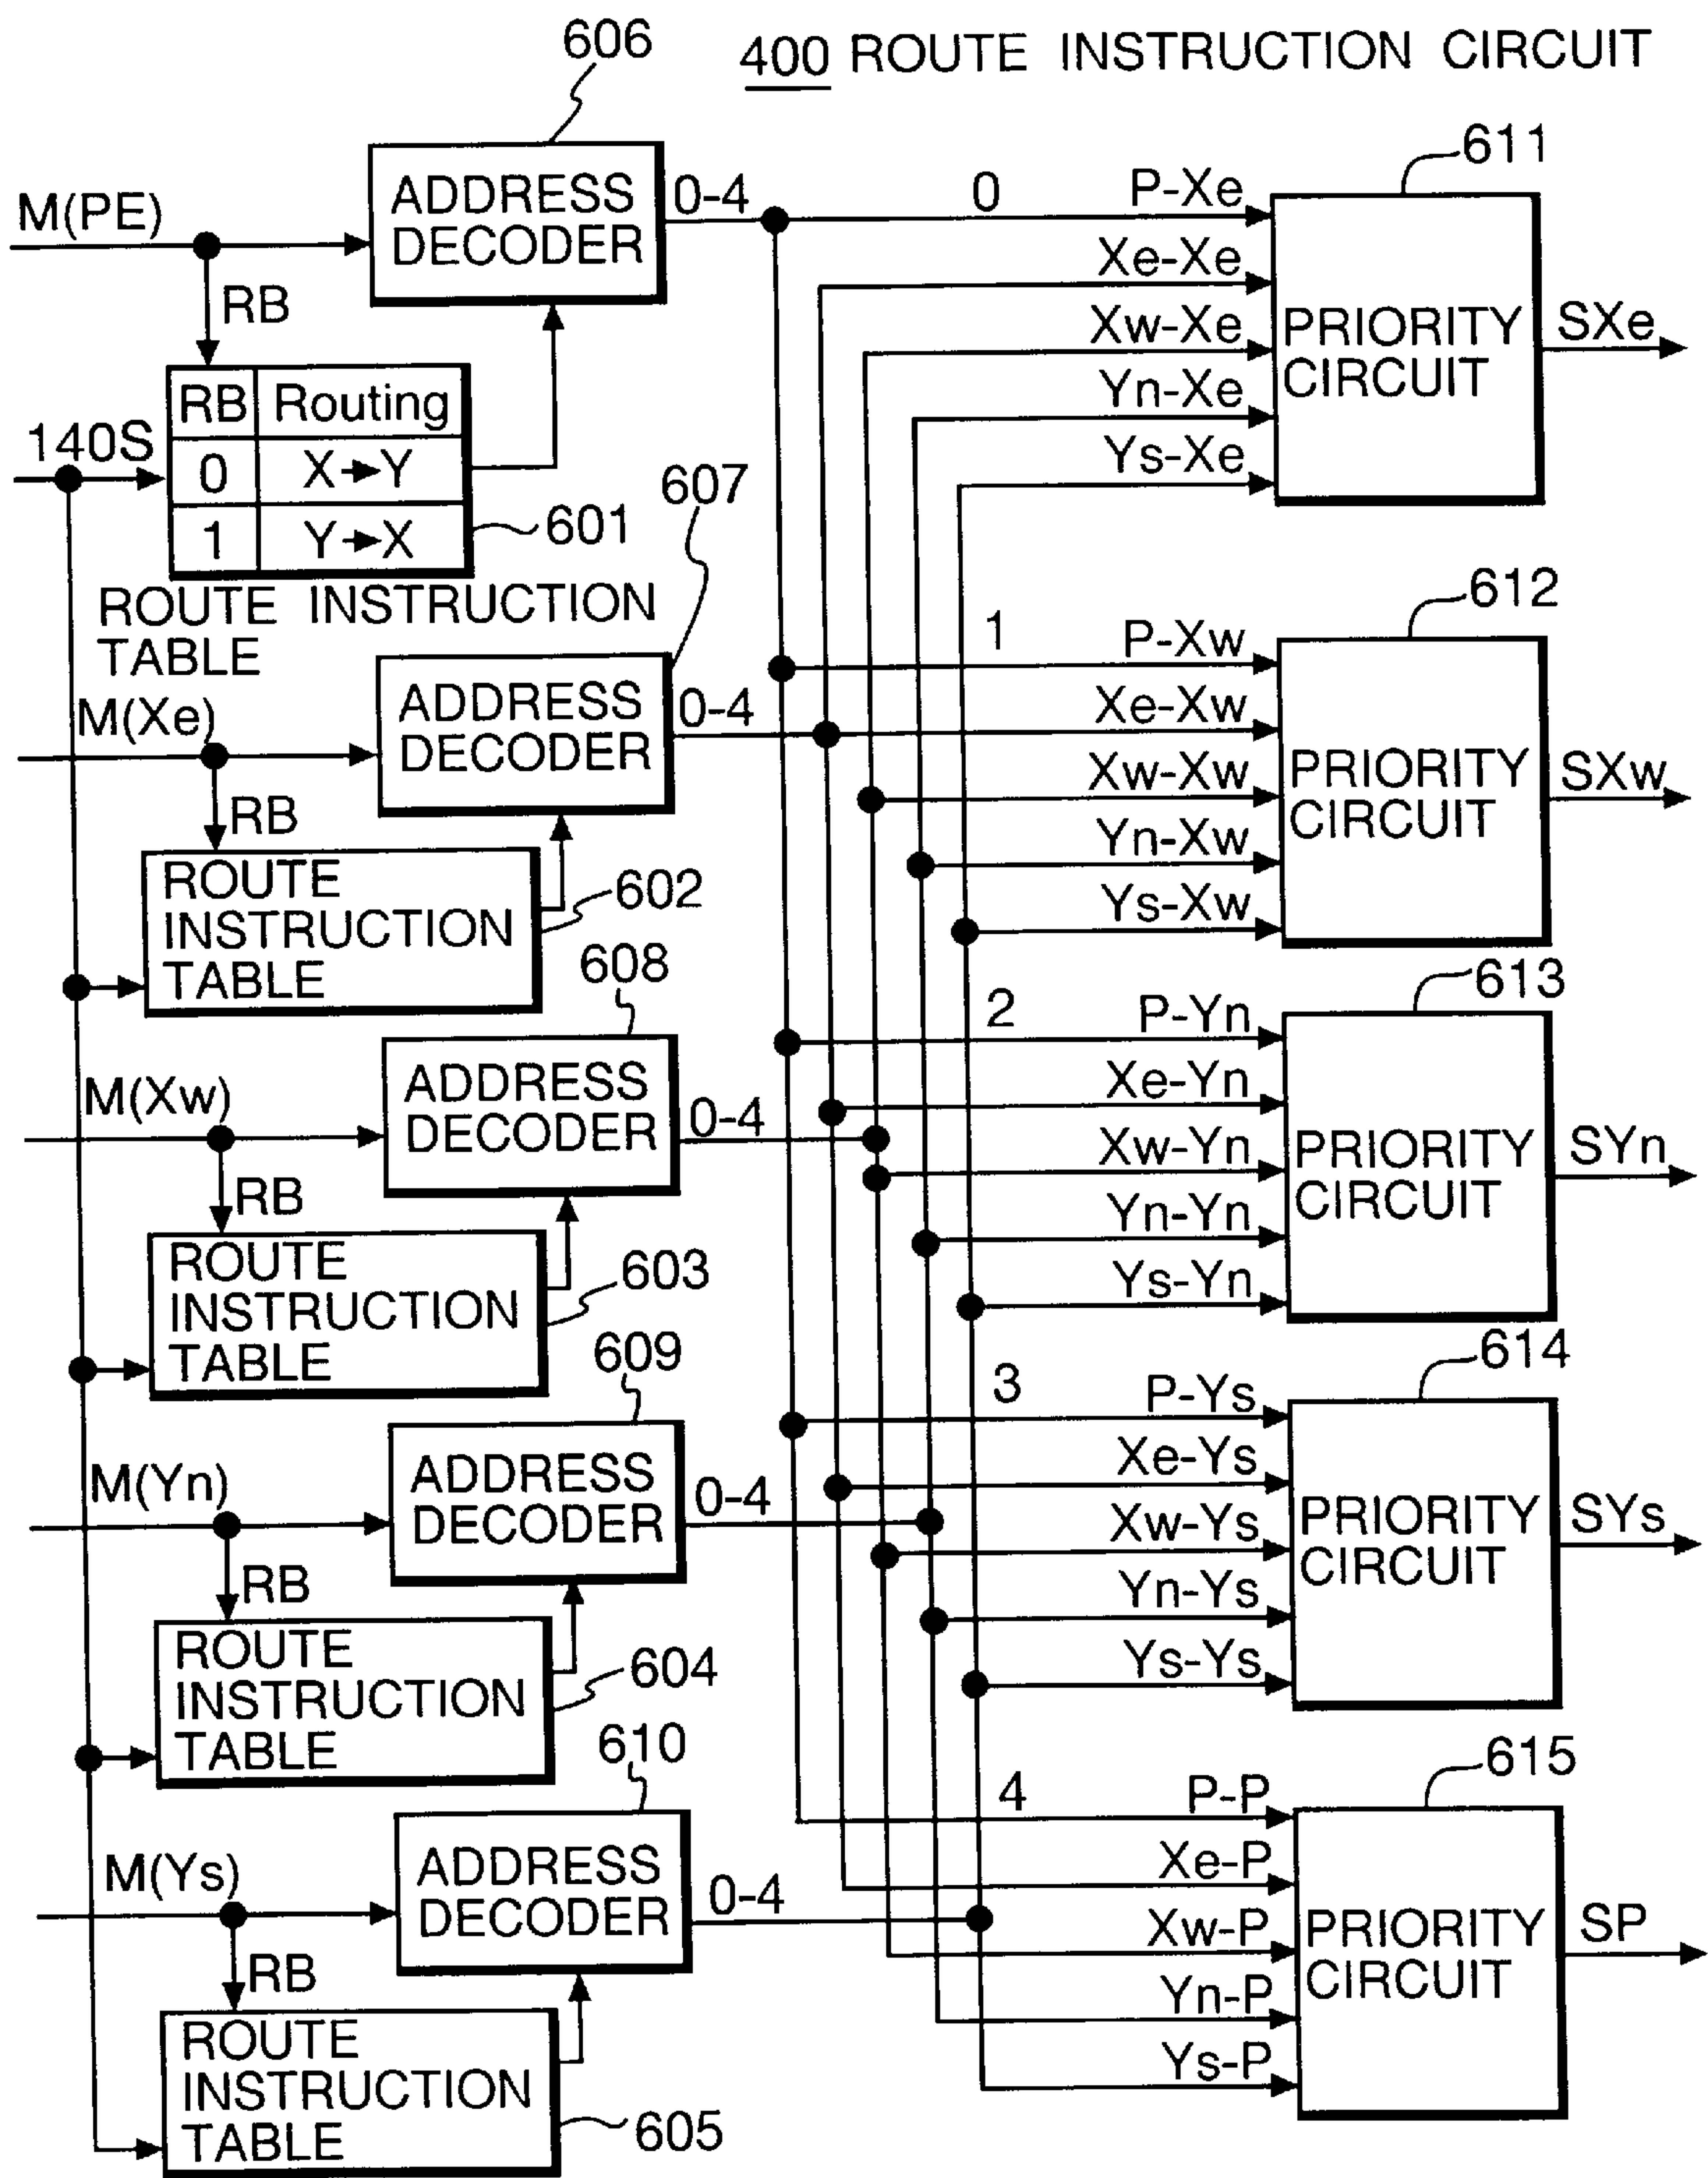 400 ROUTE INSTRUCTION CIRCUIT
606
ADDRESS
DECODER
M(PE)
RB
0-4
0
P-Xe
Xe-Xe
Xw-Xe
Yn-Xe
Ys-Xe
611
PRIORITY
CIRCUIT
SXe
140S
RB Routing
0 X→Y
1 Y→X
601
ROUTE INSTRUCTION
TABLE
607
ADDRESS
DECODER
M(Xe)
RB
0-4
1
P-Xw
Xe-Xw
Xw-Xw
Yn-Xw
Ys-Xw
612
PRIORITY
CIRCUIT
SXw
ROUTE
INSTRUCTION
TABLE
602
608
ADDRESS
DECODER
M(Xw)
RB
0-4
2
P-Yn
Xe-Yn
Xw-Yn
Yn-Yn
Ys-Yn
613
PRIORITY
CIRCUIT
SYn
ROUTE
INSTRUCTION
TABLE
603
609
ADDRESS
DECODER
M(Yn)
RB
0-4
3
P-Ys
Xe-Ys
Xw-Ys
Yn-Ys
Ys-Ys
614
PRIORITY
CIRCUIT
SYs
ROUTE
INSTRUCTION
TABLE
604
610
ADDRESS
DECODER
M(Ys)
RB
0-4
4
P-P
Xe-P
Xw-P
Yn-P
Ys-P
615
PRIORITY
CIRCUIT
SP
ROUTE
INSTRUCTION
TABLE
605